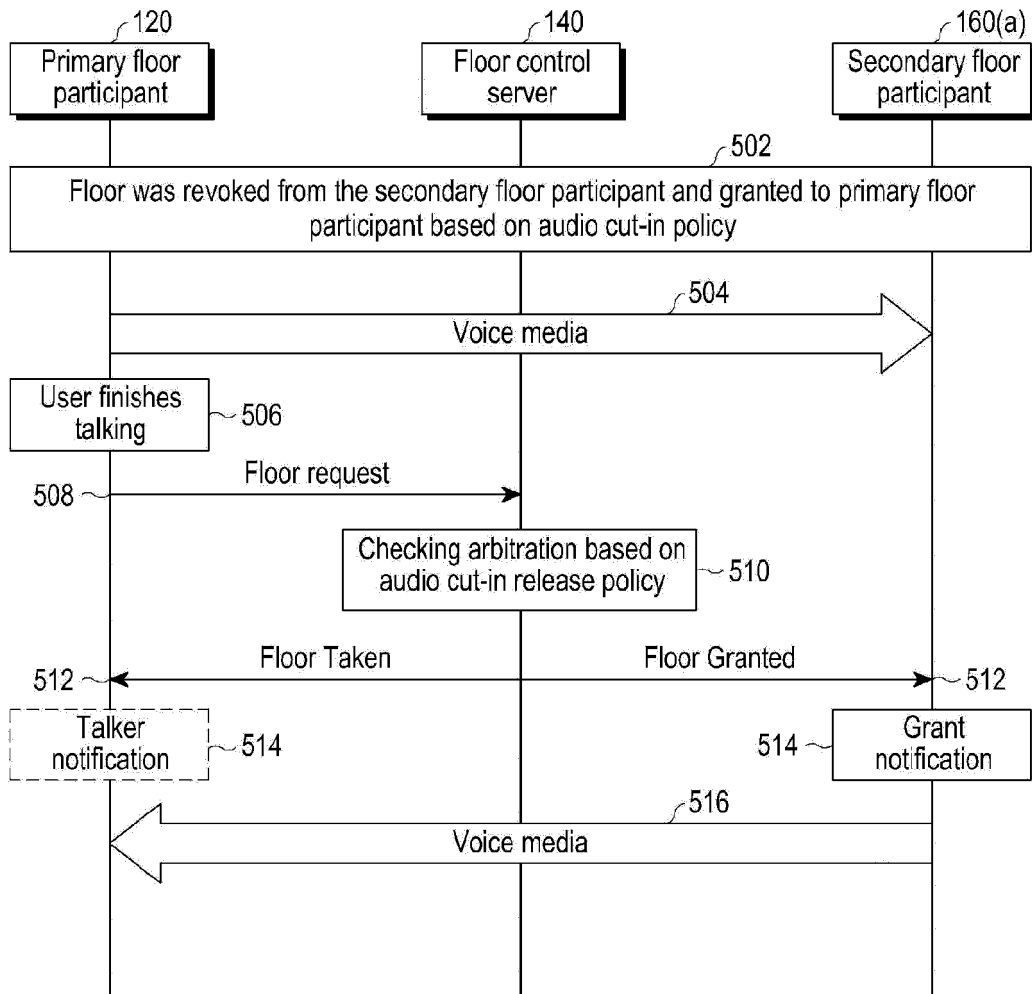 120
140
160(a)
Primary floor
participant
Floor control
server
Secondary floor
participant
502
Floor was revoked from the secondary floor participant and granted to primary floor
participant based on audio cut-in policy
504
Voice media
User finishes
talking
506
Floor request
508
Checking arbitration based on
audio cut-in release policy
510
Floor Taken
Floor Granted
512
512
Talker
notification
514
514
Grant
notification
516
Voice media